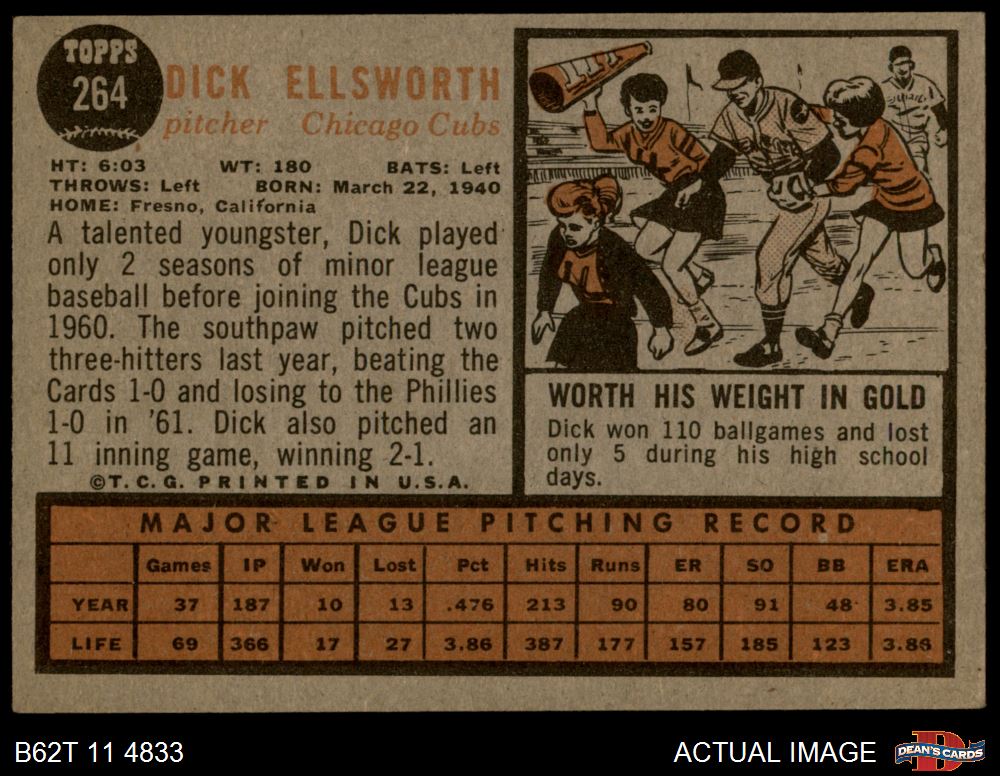 TOPPS
264
DICK ELLSWORTH
pitcher Chicago Cubs
HT: 6:03 WT: 180 BATS: Left
THROWS: Left BORN: March 22, 1940
HOME: Fresno, California
A talented youngster, Dick played
only 2 seasons of minor league
baseball before joining the Cubs in
1960. The southpaw pitched two
three-hitters last year, beating the
Cards 1-0 and losing to the Phillies
1-0 in '61. Dick also pitched an
11 inning game, winning 2-1.
©T.C.G. PRINTED IN U.S.A.
WORTH HIS WEIGHT IN GOLD
Dick won 110 ballgames and lost
only 5 during his high school
days.
MAJOR LEAGUE PITCHING RECORD
Games IP Won Lost Pct Hits Runs ER SO BB ERA
YEAR 37 187 10 13 .476 213 90 80 91 48 3.85
LIFE 69 366 17 27 3.86 387 177 157 185 123 3.86
B62T 11 4833
ACTUAL IMAGE
D
DEAN'S CARDS